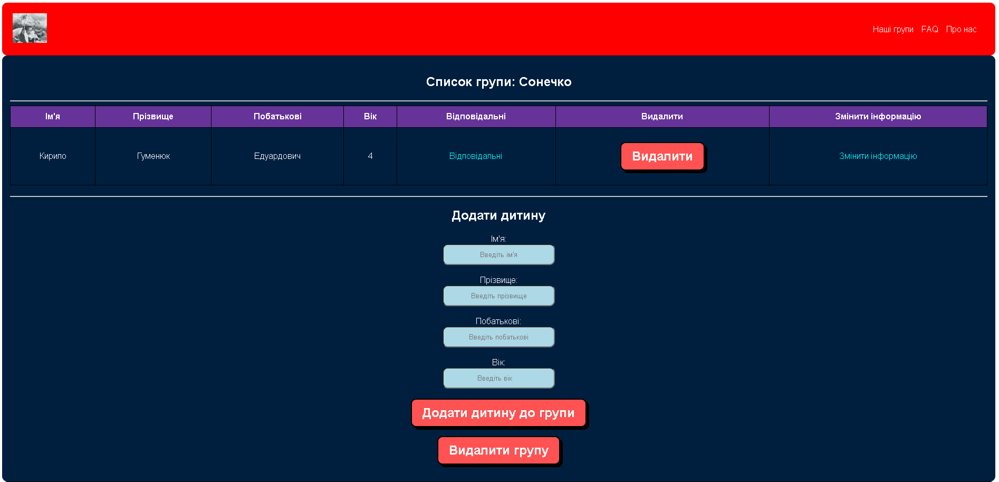 Наші групи FAQ Про нас
Список групи: Сонечко
Ім'я Прізвище Побатькові Вік Відповідальні Видалити Змінити інформацію
Кирило Гуменюк Едуардович 4 Відповідальні Видалити Змінити інформацію
Додати дитину
Ім'я:
Введіть ім'я
Прізвище:
Введіть прізвище
Побатькові:
Введіть побатькові
Вік:
Введіть вік
Додати дитину до групи
Видалити групу